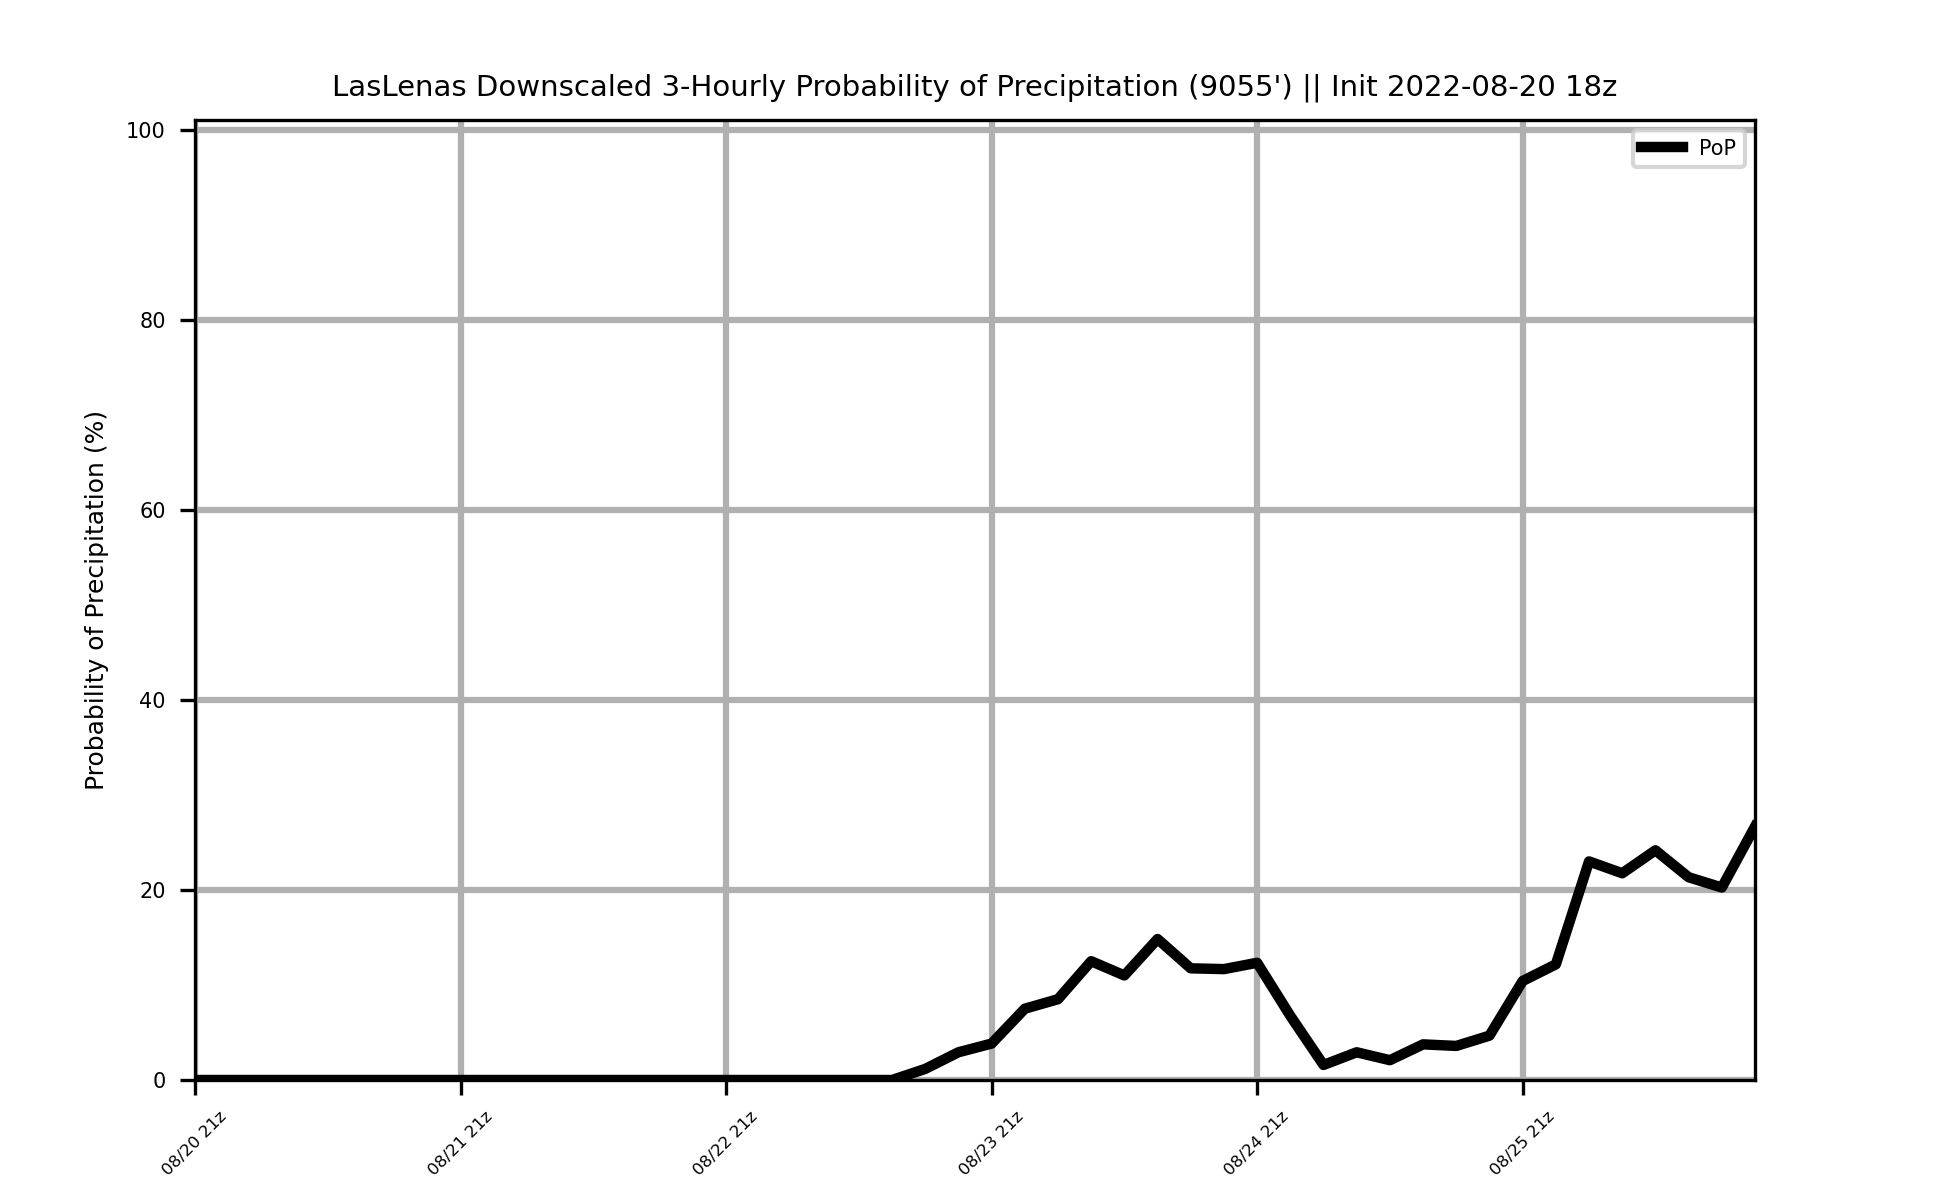 LasLenas Downscaled 3-Hourly Probability of Precipitation (9055') || Init 2022-08-20 18z
PoP
Probability of Precipitation (%)
100
80
60
40
20
0
08/20 21z
08/21 21z
08/22 21z
08/23 21z
08/24 21z
08/25 21z